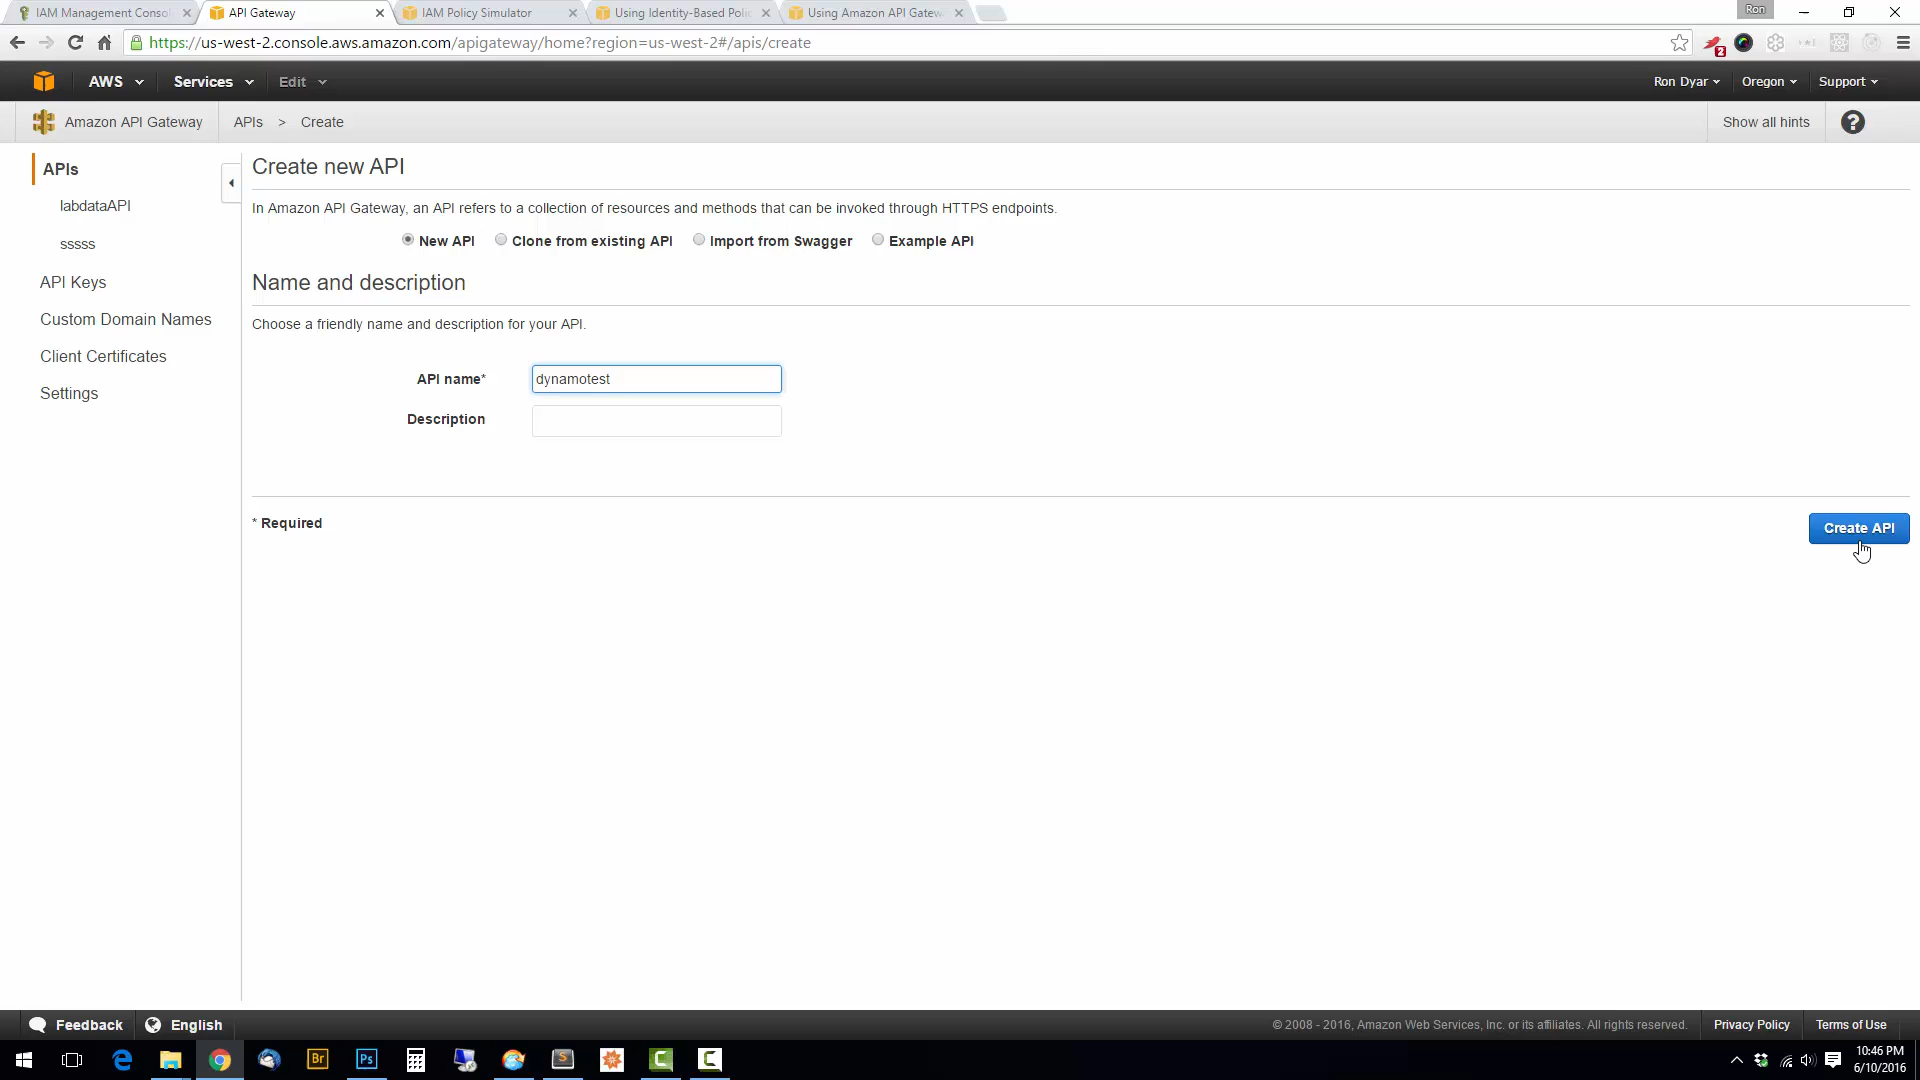 IAM Management Consol
API Gateway
IAM Policy Simulator
Using Identity-Based Poli
Using Amazon API Gatew
Ron
https://us-west-2.console.aws.amazon.com/apigateway/home?region=us-west-2#/apis/create
2
AWS Services Edit
Ron Dyar Oregon Support
Amazon API Gateway APIs > Create
Show all hints ?
APIs
labdataAPI
sssss
API Keys
Custom Domain Names
Client Certificates
Settings
Create new API
In Amazon API Gateway, an API refers to a collection of resources and methods that can be invoked through HTTPS endpoints.
New API Clone from existing API Import from Swagger Example API
Name and description
Choose a friendly name and description for your API.
API name* dynamotest
Description
* Required
Create API
Feedback English
© 2008 - 2016, Amazon Web Services, Inc. or its affiliates. All rights reserved. Privacy Policy Terms of Use
Br Ps S C C
10:46 PM
6/10/2016